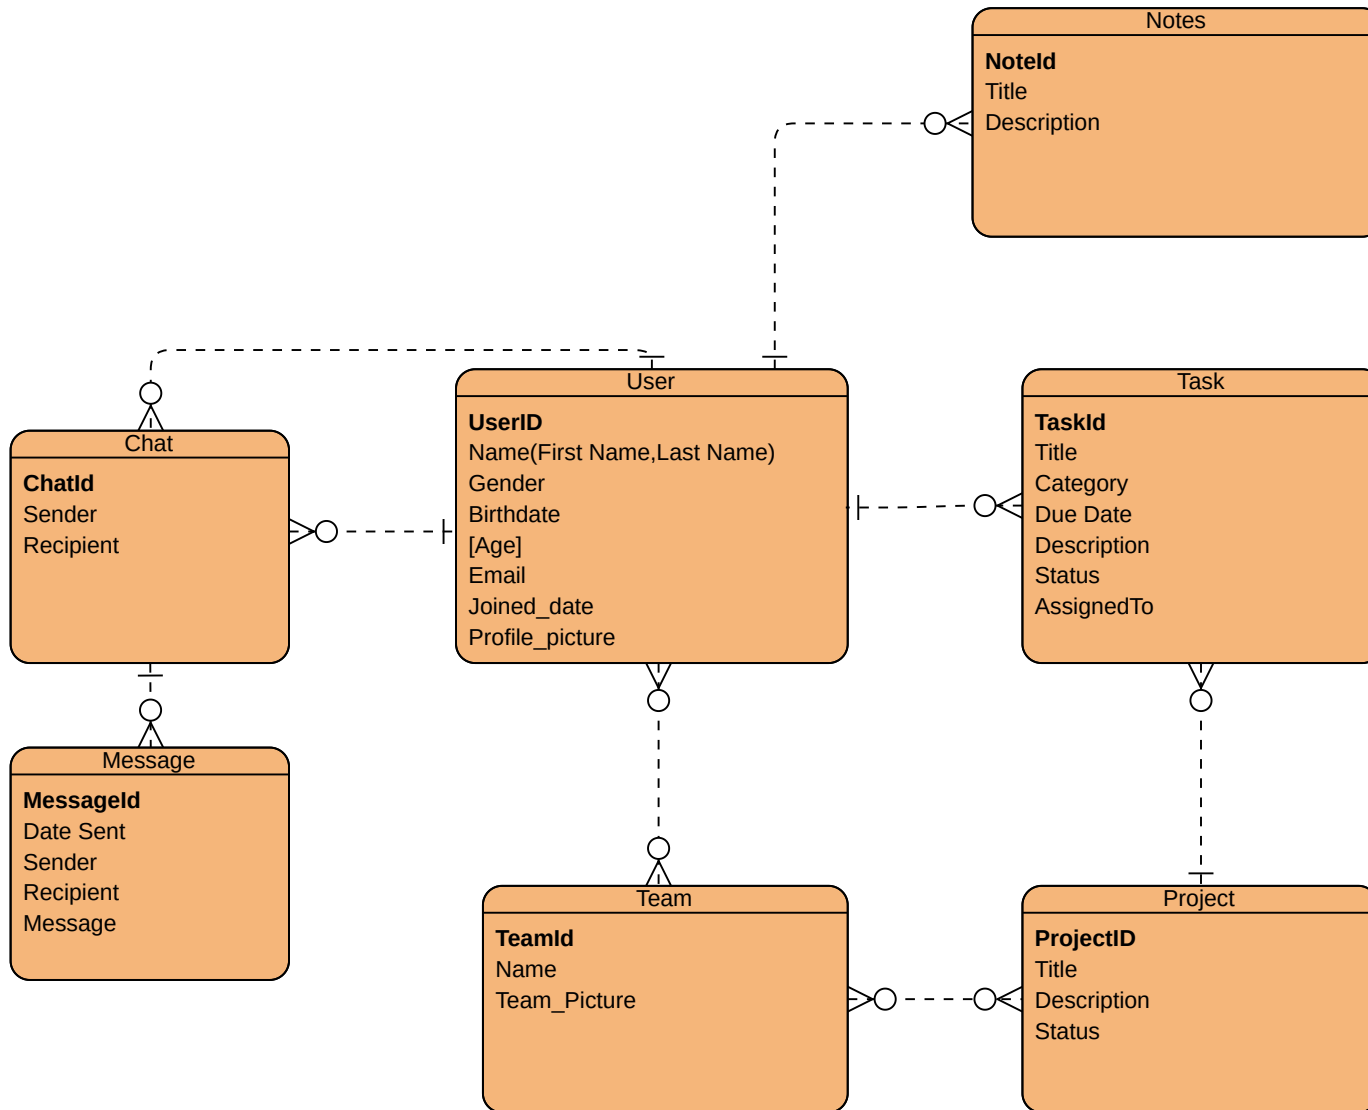 Notes
NoteId
Title
Description
User
UserID
Name(First Name,Last Name)
Gender
Birthdate
[Age]
Email
Joined_date
Profile_picture
Task
TaskId
Title
Category
Due Date
Description
Status
AssignedTo
Chat
ChatId
Sender
Recipient
Message
MessageId
Date Sent
Sender
Recipient
Message
Team
TeamId
Name
Team_Picture
Project
ProjectID
Title
Description
Status